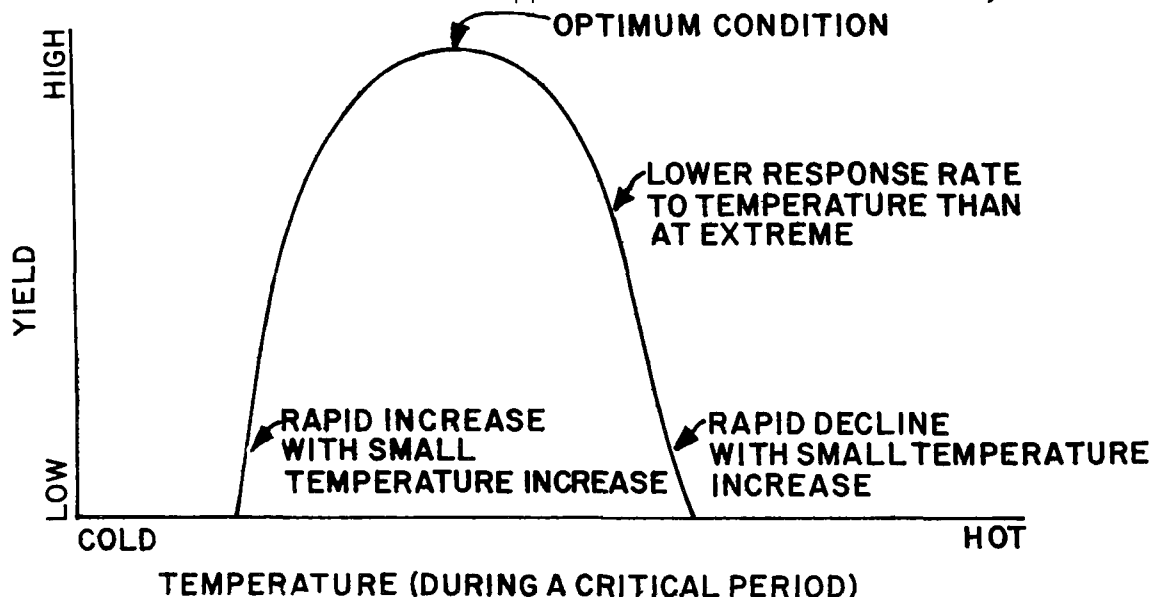 OPTIMUM CONDITION
HIGH
LOWER RESPONSE RATE
TO TEMPERATURE THAN
AT EXTREME
YIELD
RAPID INCREASE
WITH SMALL
TEMPERATURE INCREASE
RAPID DECLINE
WITH SMALL TEMPERATURE
INCREASE
LOW
COLD
HOT
TEMPERATURE (DURING A CRITICAL PERIOD)